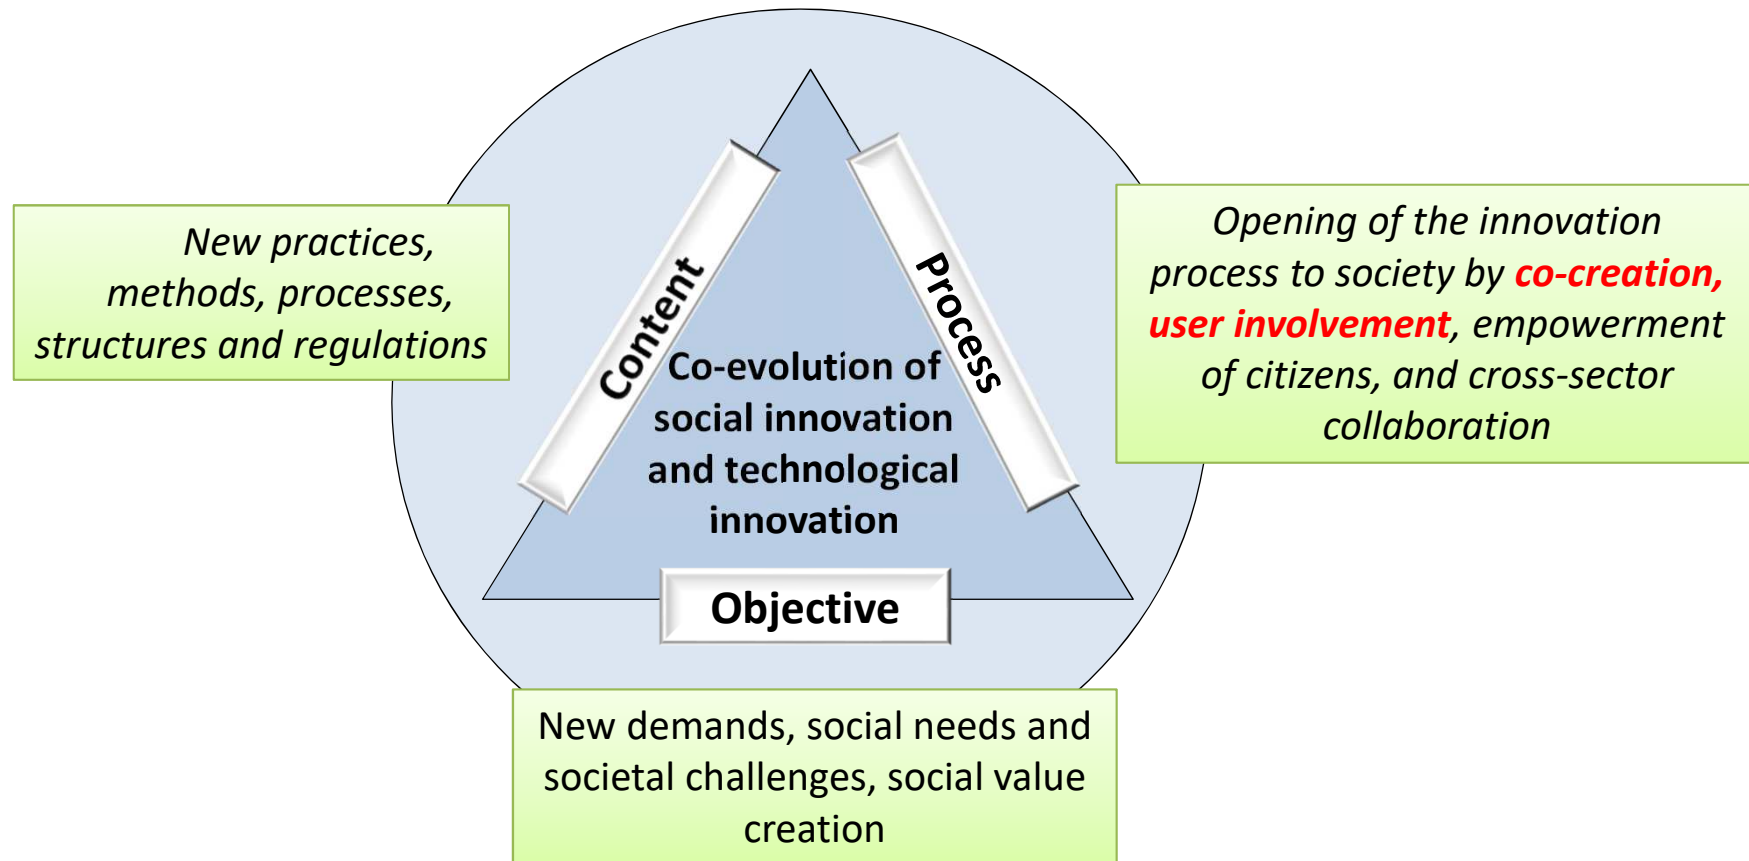 New practices,
methods, processes,
structures and regulations
Content
Process
Opening of the innovation
process to society by co-creation,
user involvement, empowerment
of citizens, and cross-sector
collaboration
Co-evolution of
social innovation
and technological
innovation
Objective
New demands, social needs and
societal challenges, social value
creation